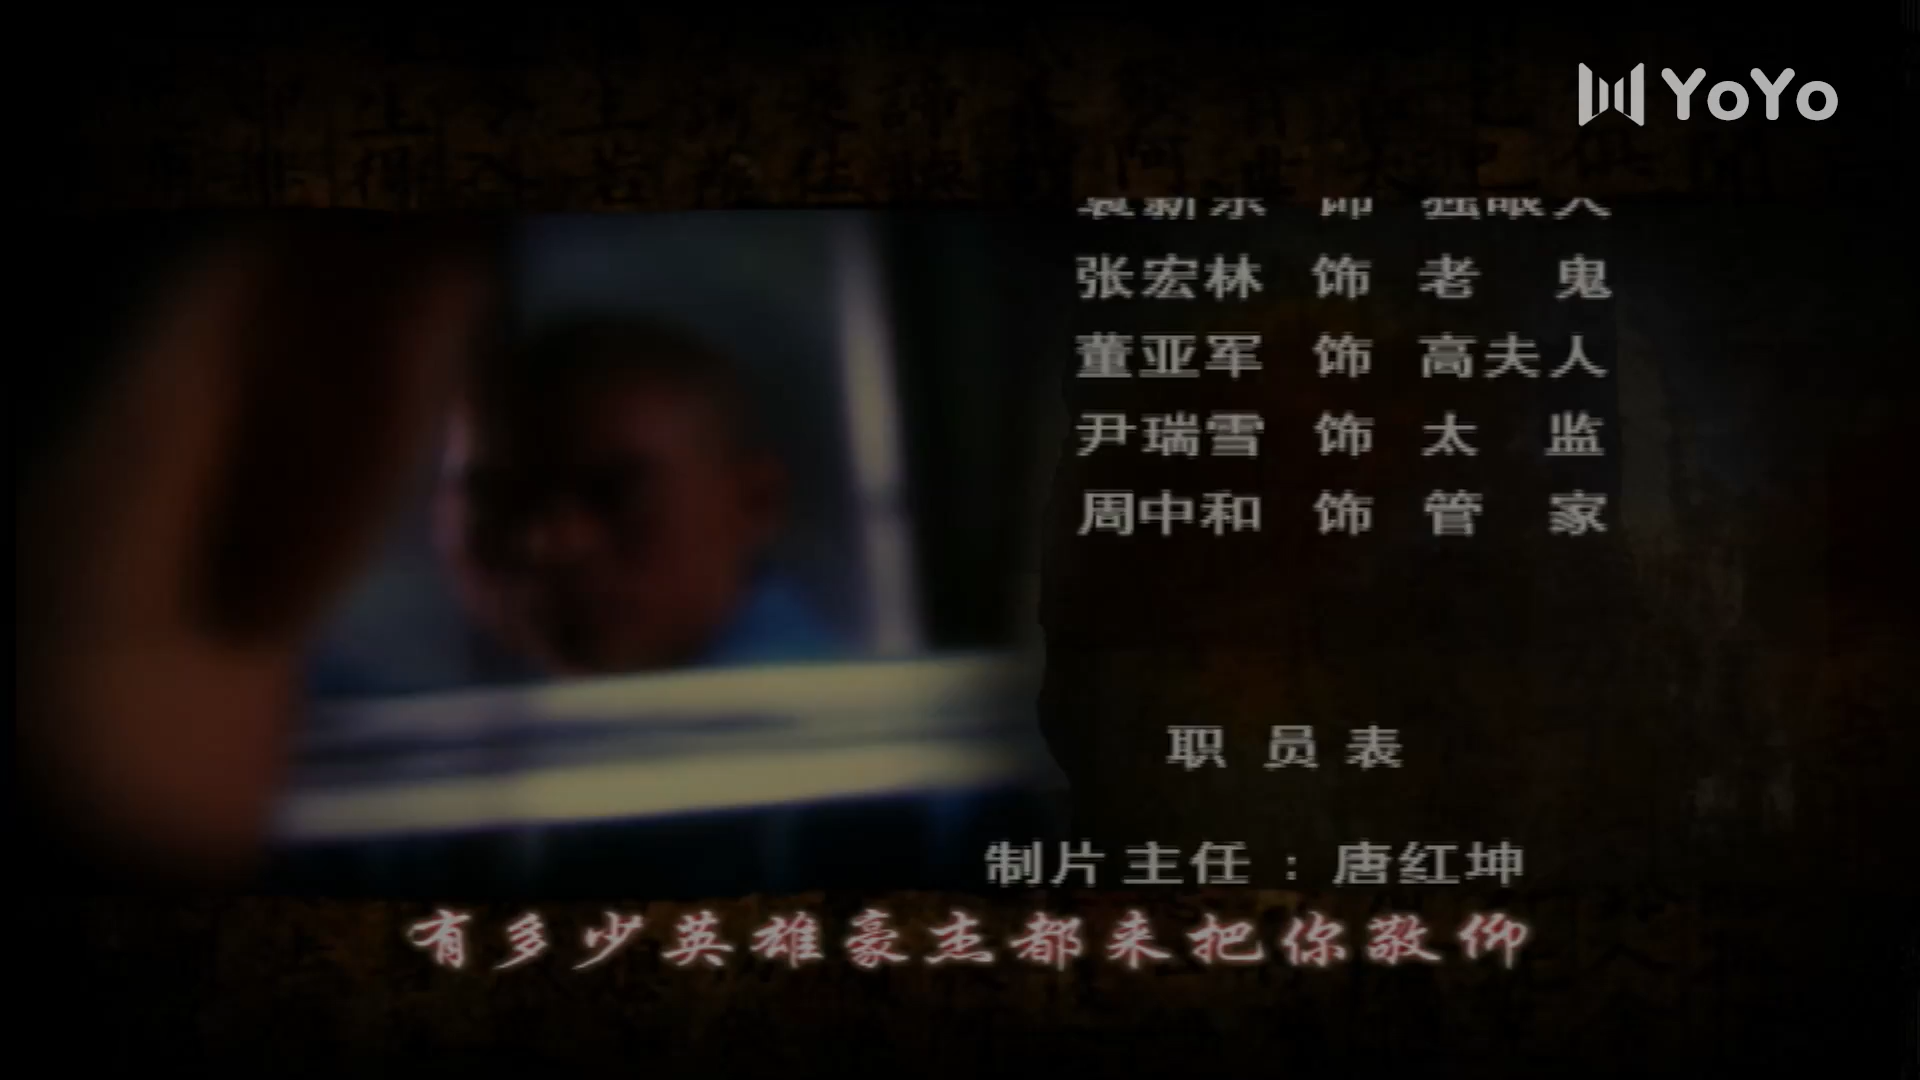 YoYo
张宏林 饰 老鬼
董亚军 饰 高夫人
尹瑞雪 饰 太监
周中和 饰 管家
职员表
制片主任：唐红坤
有多少英雄豪杰都来把你敬仰